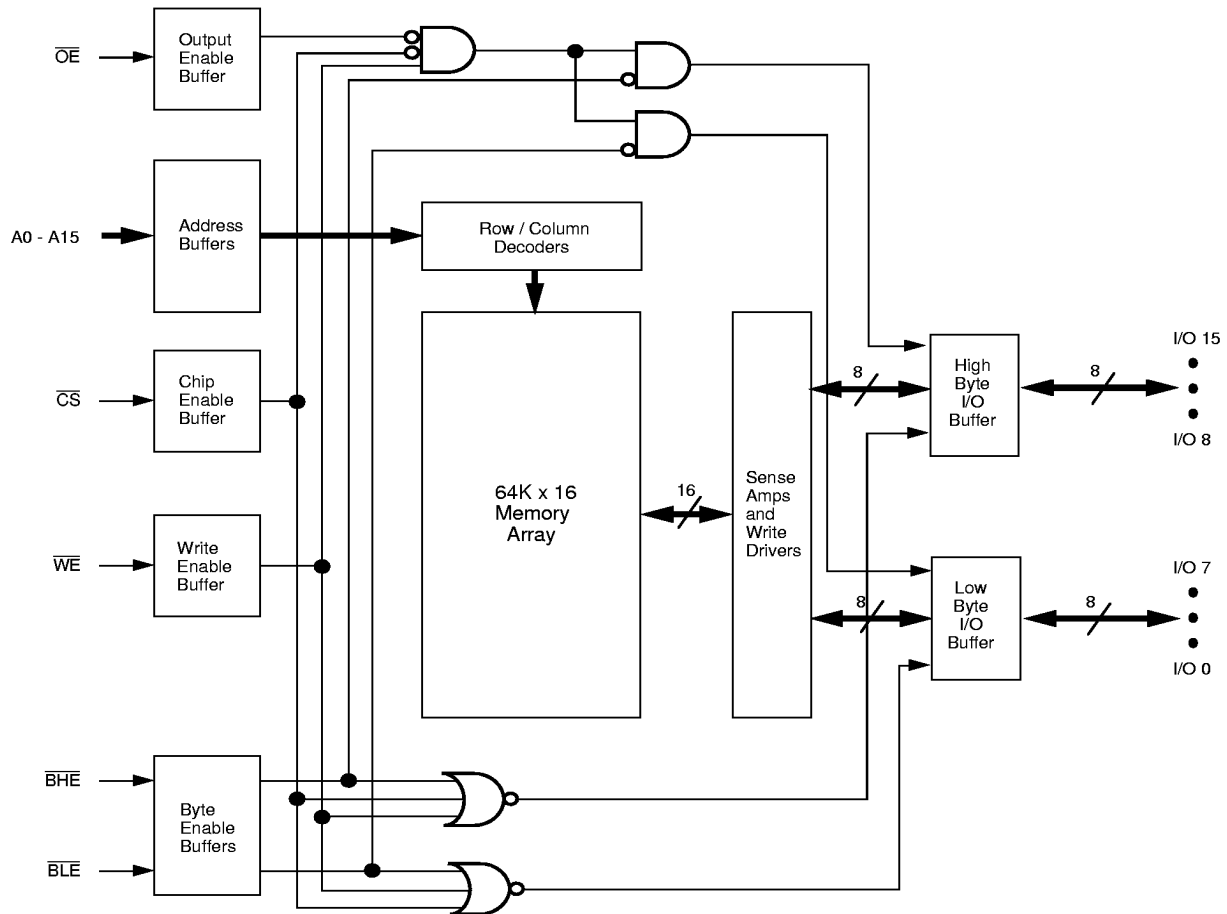 OE
Output
Enable
Buffer
A0 - A15
Address
Buffers
Row / Column
Decoders
CS
Chip
Enable
Buffer
WE
Write
Enable
Buffer
64K x 16
Memory
Array
16
Sense
Amps
and
Write
Drivers
8
High
Byte
I/O
Buffer
8
I/O 15
I/O 8
8
Low
Byte
I/O
Buffer
8
I/O 7
I/O 0
BHE
BLE
Byte
Enable
Buffers